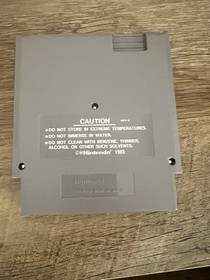 CAUTION
●DO NOT STORE IN EXTREME TEMPERATURES.
●DO NOT IMMERSE IN WATER.
●DO NOT CLEAN WITH BENZENE, THINNER,
ALCOHOL OR OTHER SUCH SOLVENTS.
©®Nintendo® 1985